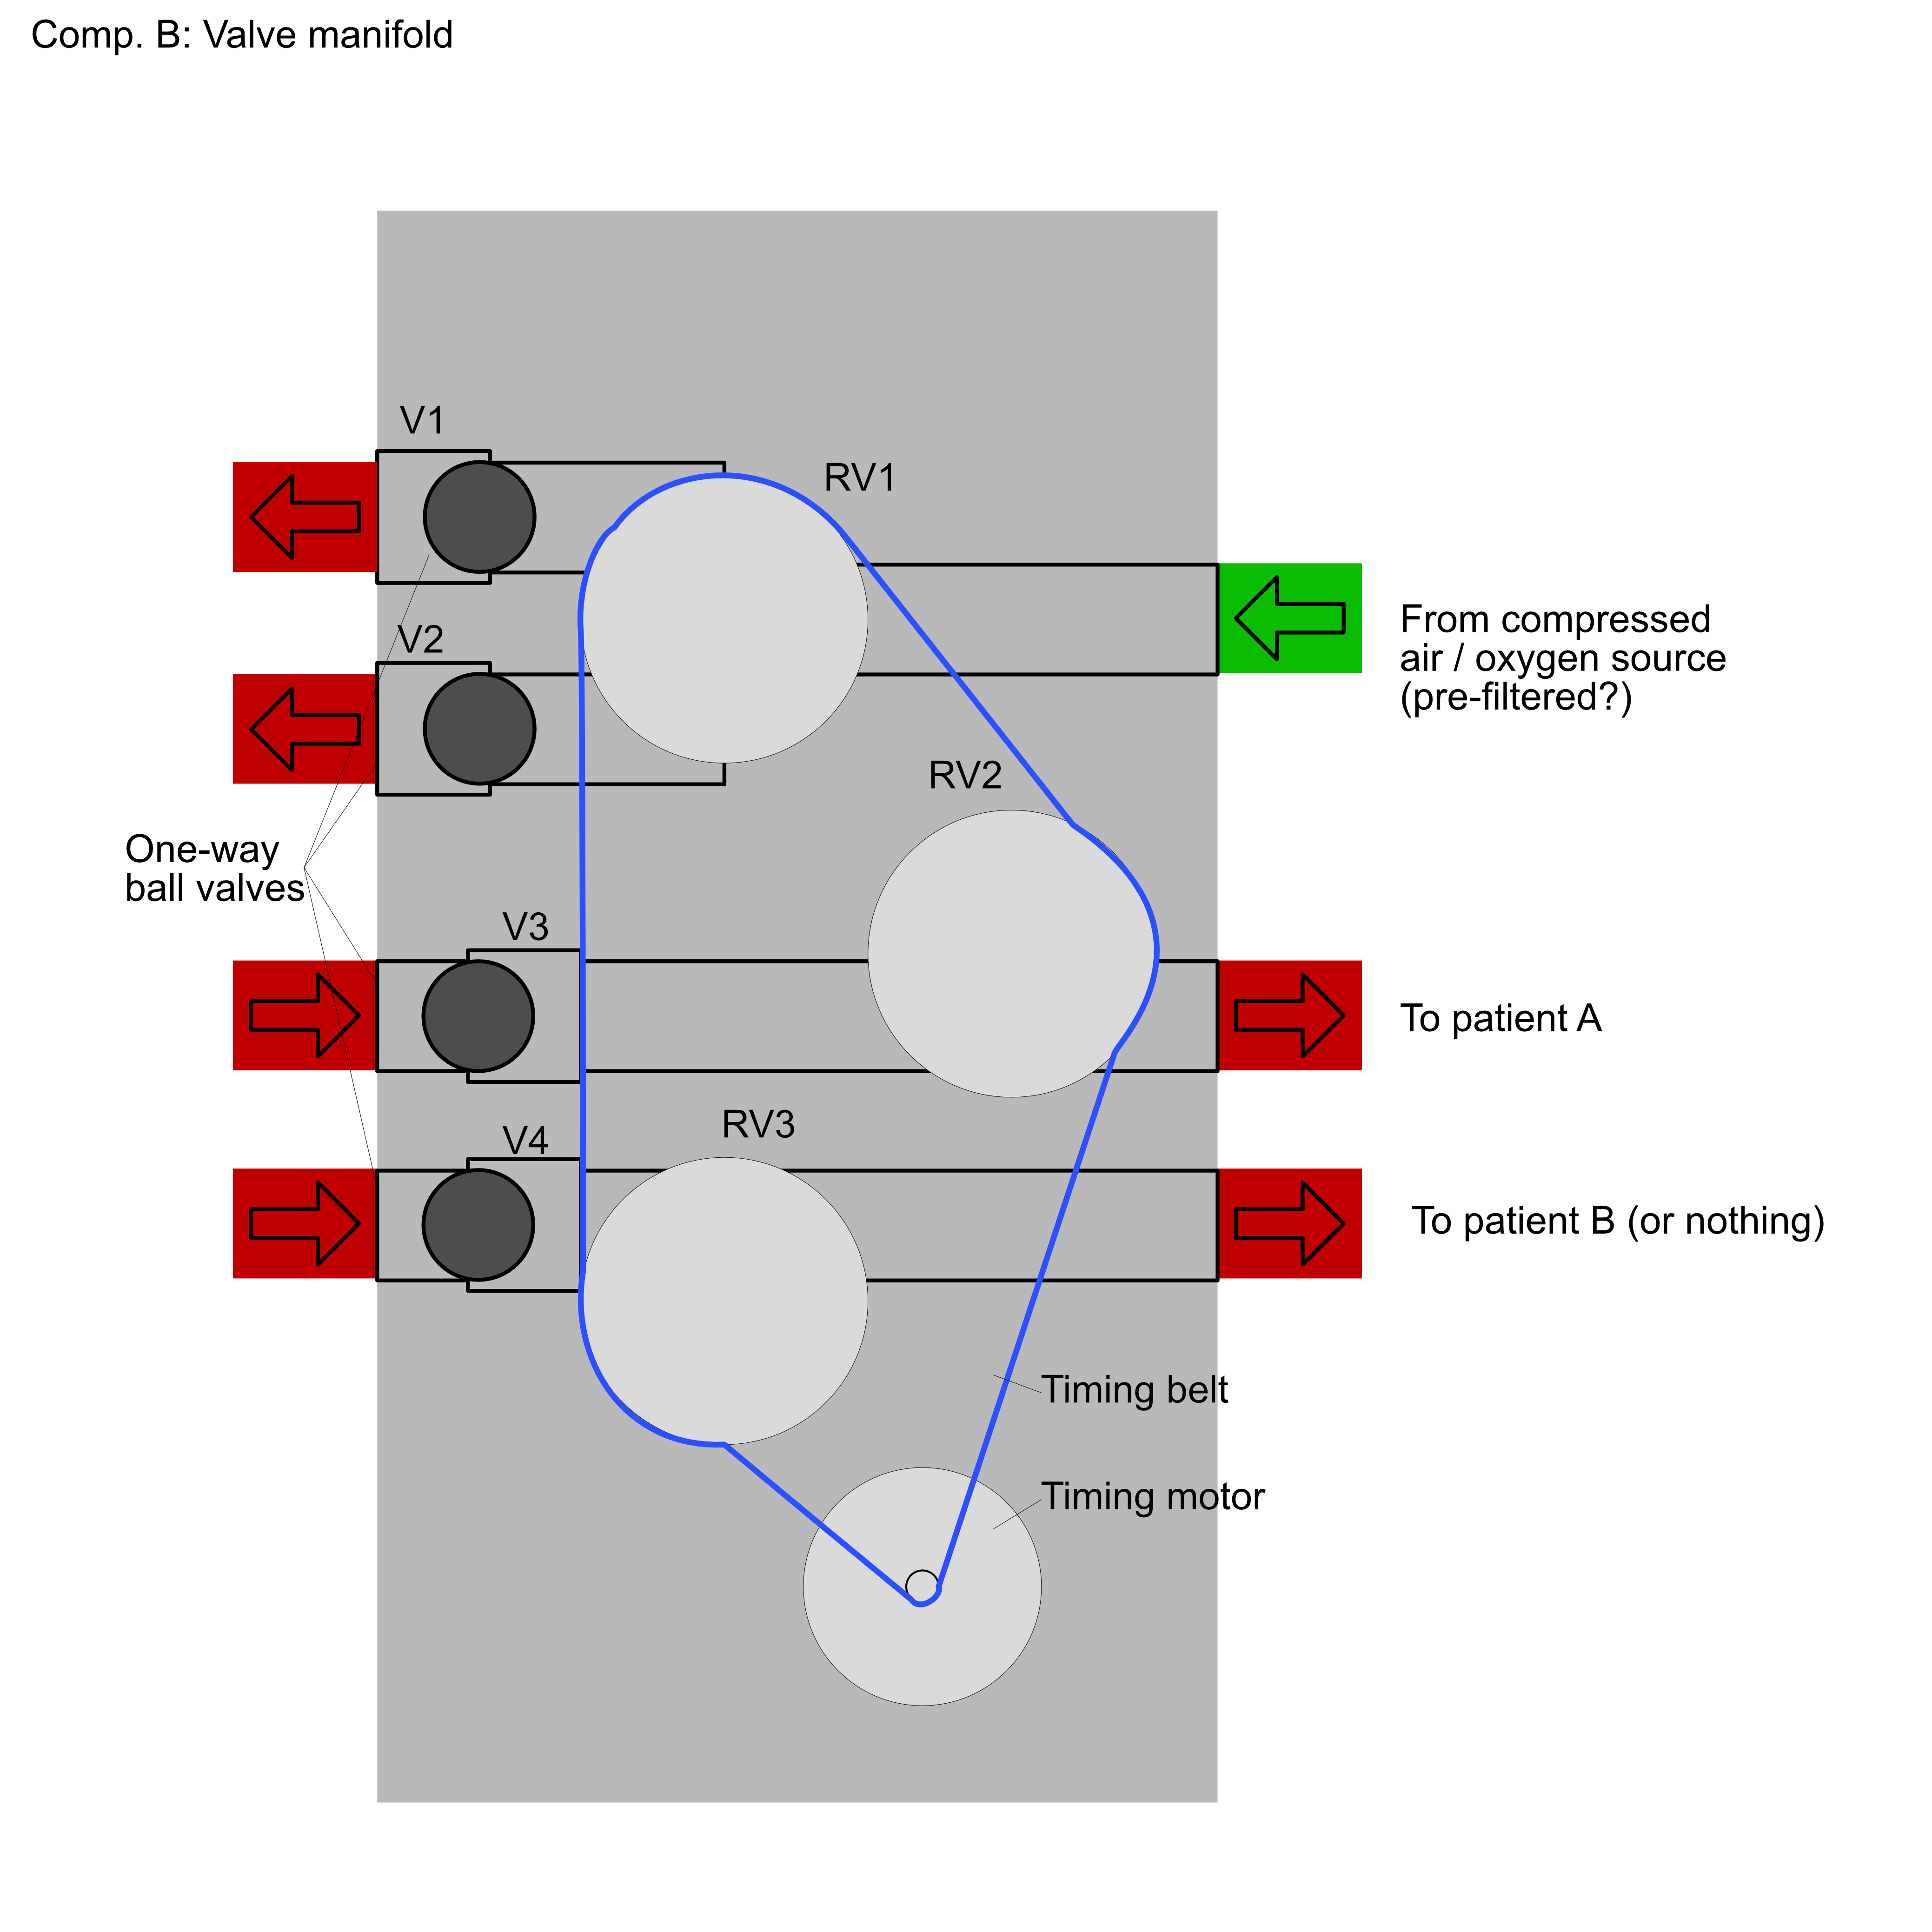 Comp. B: Valve manifold
V1
RV1
V2
From compressed
air / oxygen source
(pre-filtered?)
RV2
One-way
ball valves
V3
To patient A
RV3
V4
To patient B (or nothing)
Timing belt
Timing motor